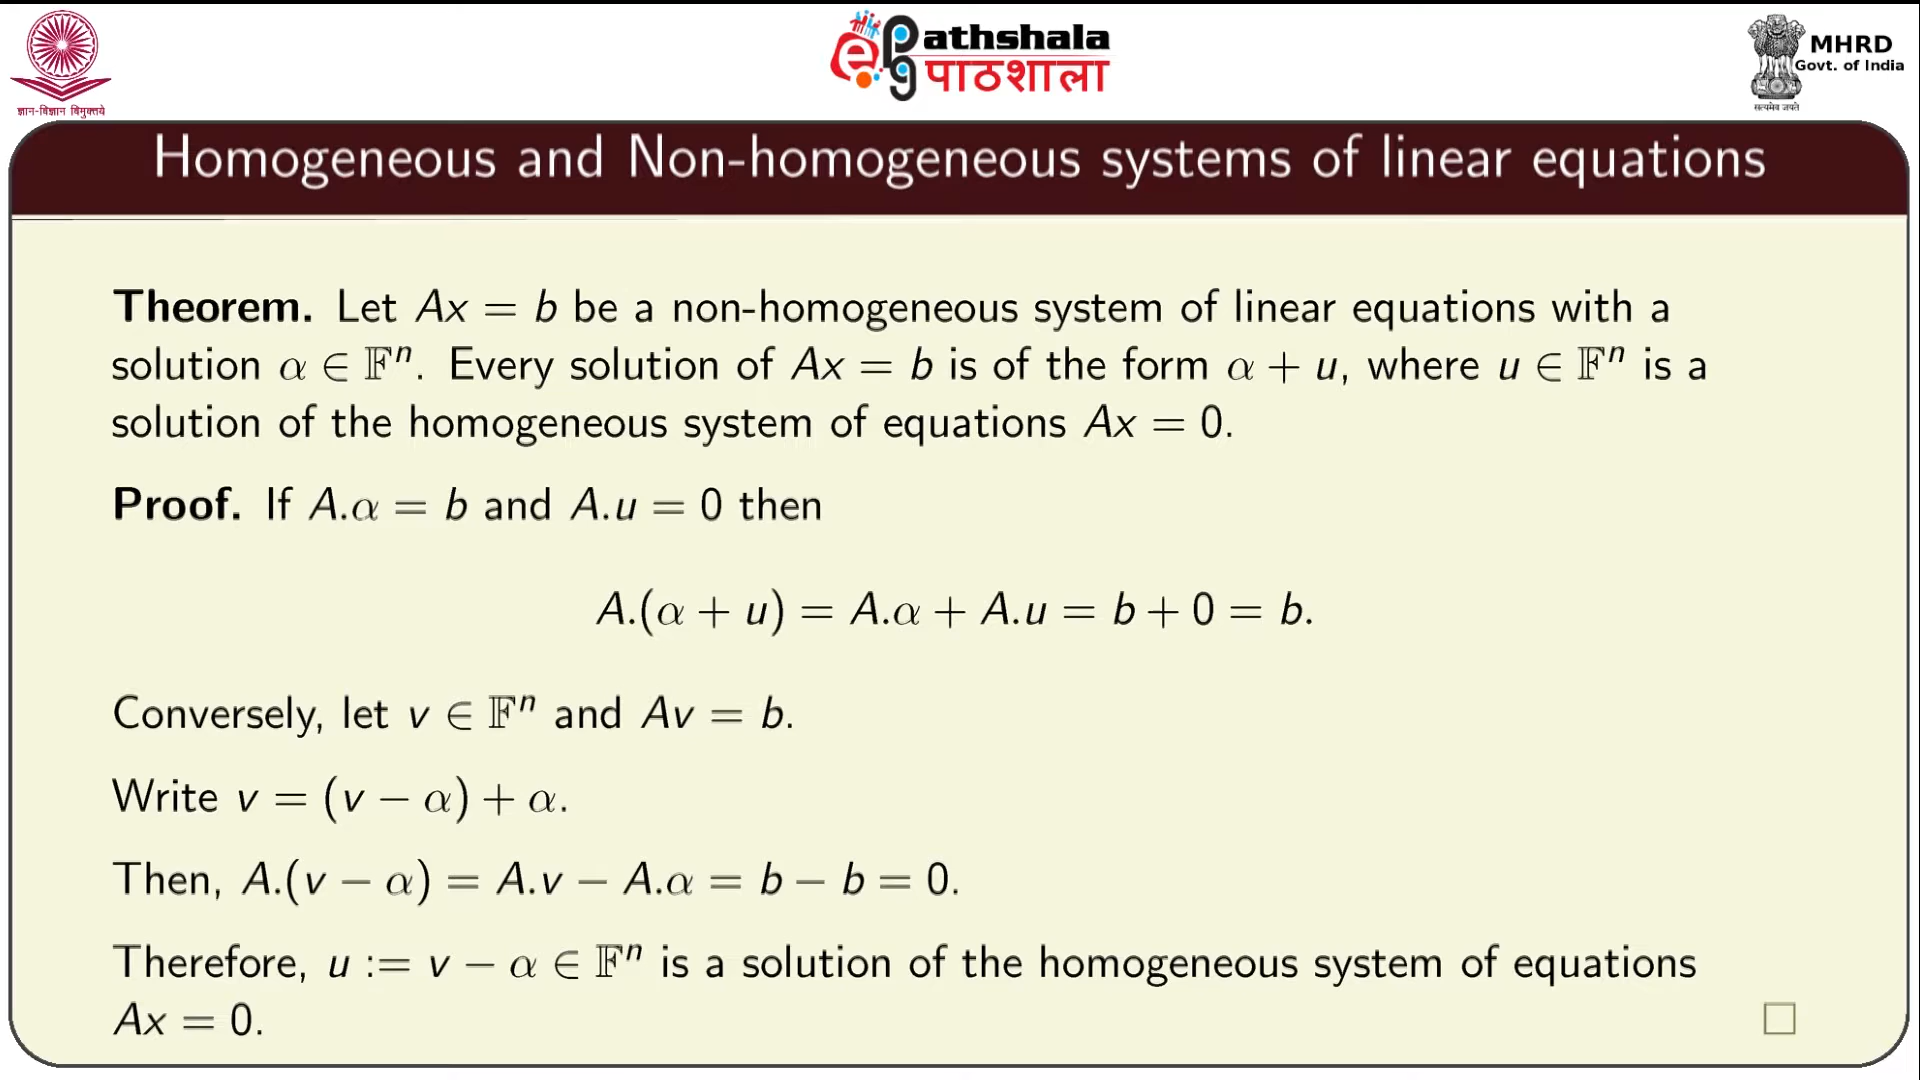 ज्ञान-विज्ञान विमुक्तये
ePg Pathshala
पाठशाला
MHRD
Govt. of India
सत्यमेव जयते
Homogeneous and Non-homogeneous systems of linear equations
Theorem. Let Ax = b be a non-homogeneous system of linear equations with a
solution α ∈ 𝔽ⁿ. Every solution of Ax = b is of the form α + u, where u ∈ 𝔽ⁿ is a
solution of the homogeneous system of equations Ax = 0.
Proof. If A.α = b and A.u = 0 then
A.(α + u) = A.α + A.u = b + 0 = b.
Conversely, let v ∈ 𝔽ⁿ and Av = b.
Write v = (v − α) + α.
Then, A.(v − α) = A.v − A.α = b − b = 0.
Therefore, u := v − α ∈ 𝔽ⁿ is a solution of the homogeneous system of equations
Ax = 0. □